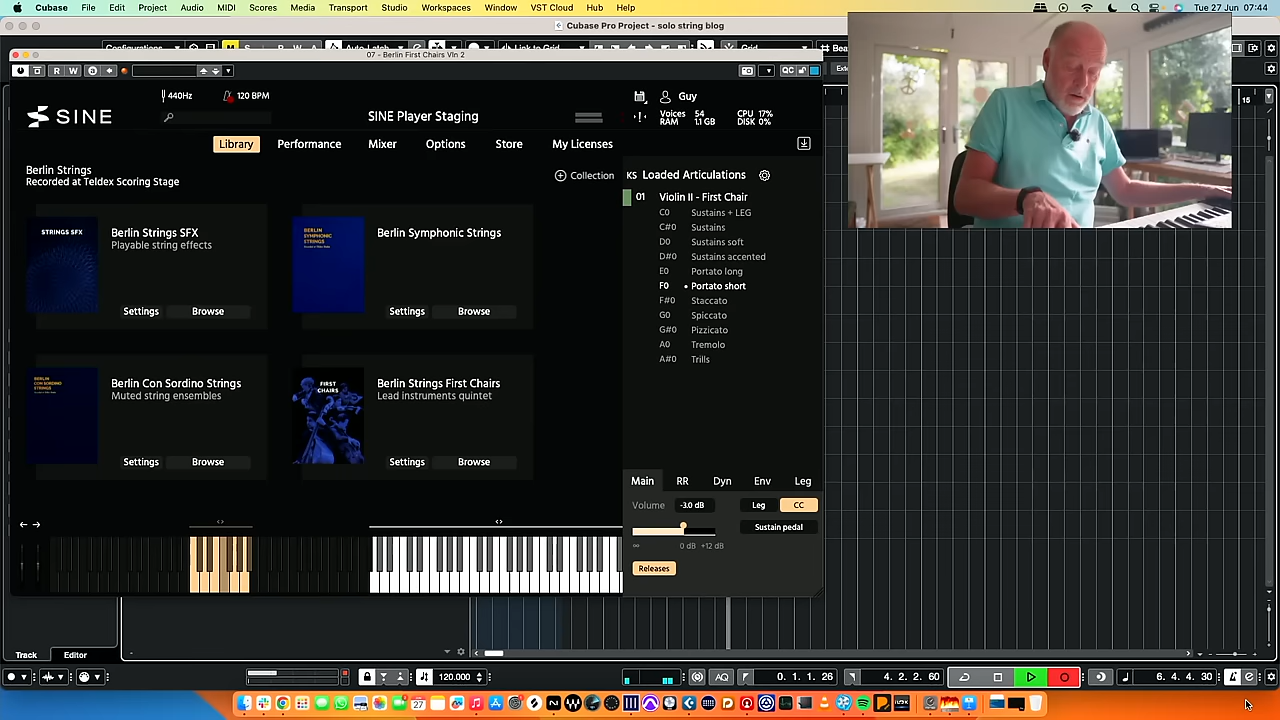 Cubase File Edit Project Audio MIDI Scores Media Transport Studio Workspaces Window VST Cloud Hub Help
Tue 27 Jun 07:44
Cubase Pro Project - solo string blog
07 - Berlin First Chairs Vln 2
R W
QC
SINE
440Hz
120 BPM
SINE Player Staging
Guy
Voices 54
RAM 1.1 GB
CPU 17%
DISK 0%
Library Performance Mixer Options Store My Licenses
Berlin Strings
Recorded at Teldex Scoring Stage
Collection
STRINGS SFX
Berlin Strings SFX
Playable string effects
Settings Browse
BERLIN
SYMPHONIC
STRINGS
Berlin Symphonic Strings
Settings Browse
BERLIN
CON SORDINO
STRINGS
Berlin Con Sordino Strings
Muted string ensembles
Settings Browse
FIRST
CHAIRS
Berlin Strings First Chairs
Lead instruments quintet
Settings Browse
KS Loaded Articulations
01 Violin II - First Chair
C0 Sustains + LEG
C#0 Sustains
D0 Sustains soft
D#0 Sustains accented
E0 Portato long
F0 • Portato short
F#0 Staccato
G0 Spiccato
G#0 Pizzicato
A0 Tremolo
A#0 Trills
Main RR Dyn Env Leg
Volume -3.0 dB
Leg CC
Sustain pedal
∞ 0 dB +12 dB
Releases
15
Track Editor
120.000
AQ
0. 1. 1. 26
4. 2. 2. 60
6. 4. 4. 30